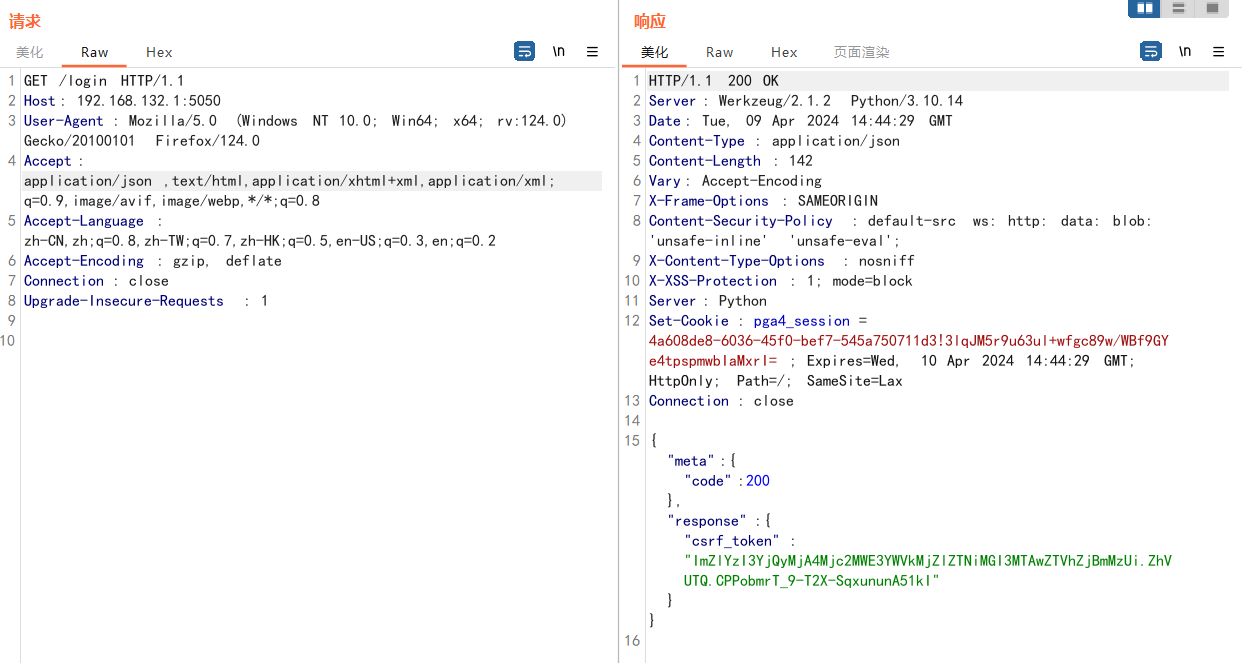 请求
美化 Raw Hex \n
1 GET /login HTTP/1.1
2 Host: 192.168.132.1:5050
3 User-Agent: Mozilla/5.0 (Windows NT 10.0; Win64; x64; rv:124.0)
Gecko/20100101 Firefox/124.0
4 Accept:
application/json ,text/html,application/xhtml+xml,application/xml;
q=0.9,image/avif,image/webp,*/*;q=0.8
5 Accept-Language :
zh-CN,zh;q=0.8,zh-TW;q=0.7,zh-HK;q=0.5,en-US;q=0.3,en;q=0.2
6 Accept-Encoding : gzip, deflate
7 Connection : close
8 Upgrade-Insecure-Requests : 1
9
10
响应
美化 Raw Hex 页面渲染 \n
1 HTTP/1.1 200 OK
2 Server : Werkzeug/2.1.2 Python/3.10.14
3 Date : Tue, 09 Apr 2024 14:44:29 GMT
4 Content-Type : application/json
5 Content-Length : 142
6 Vary : Accept-Encoding
7 X-Frame-Options : SAMEORIGIN
8 Content-Security-Policy : default-src ws: http: data: blob:
'unsafe-inline' 'unsafe-eval';
9 X-Content-Type-Options : nosniff
10 X-XSS-Protection : 1; mode=block
11 Server : Python
12 Set-Cookie : pga4_session =
4a608de8-6036-45f0-bef7-545a750711d3!3lqJM5r9u63ul+wfgc89w/WBf9GY
e4tpspmwbIaMxrI= ; Expires=Wed, 10 Apr 2024 14:44:29 GMT;
HttpOnly; Path=/; SameSite=Lax
13 Connection : close
14
15 {
"meta" :{
"code" :200
},
"response" :{
"csrf_token" :
"ImZlYzI3YjQyMjA4Mjc2MWE3YWVkMjZlZTNiMGI3MTAwZTVhZjBmMzUi.ZhV
UTQ.CPPobmrT_9-T2X-SqxununA51kI"
}
}
16